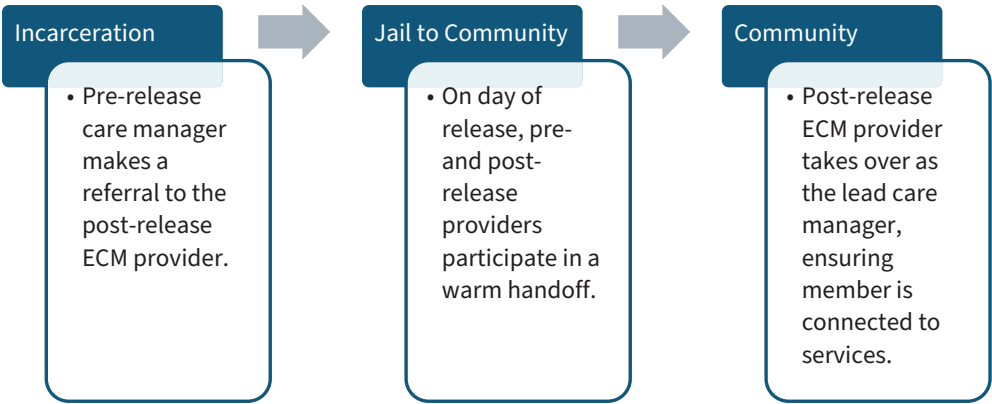 Incarceration
• Pre-release
care manager
makes a
referral to the
post-release
ECM provider.
Jail to Community
• On day of
release, pre-
and post-
release
providers
participate in a
warm handoff.
Community
• Post-release
ECM provider
takes over as
the lead care
manager,
ensuring
member is
connected to
services.